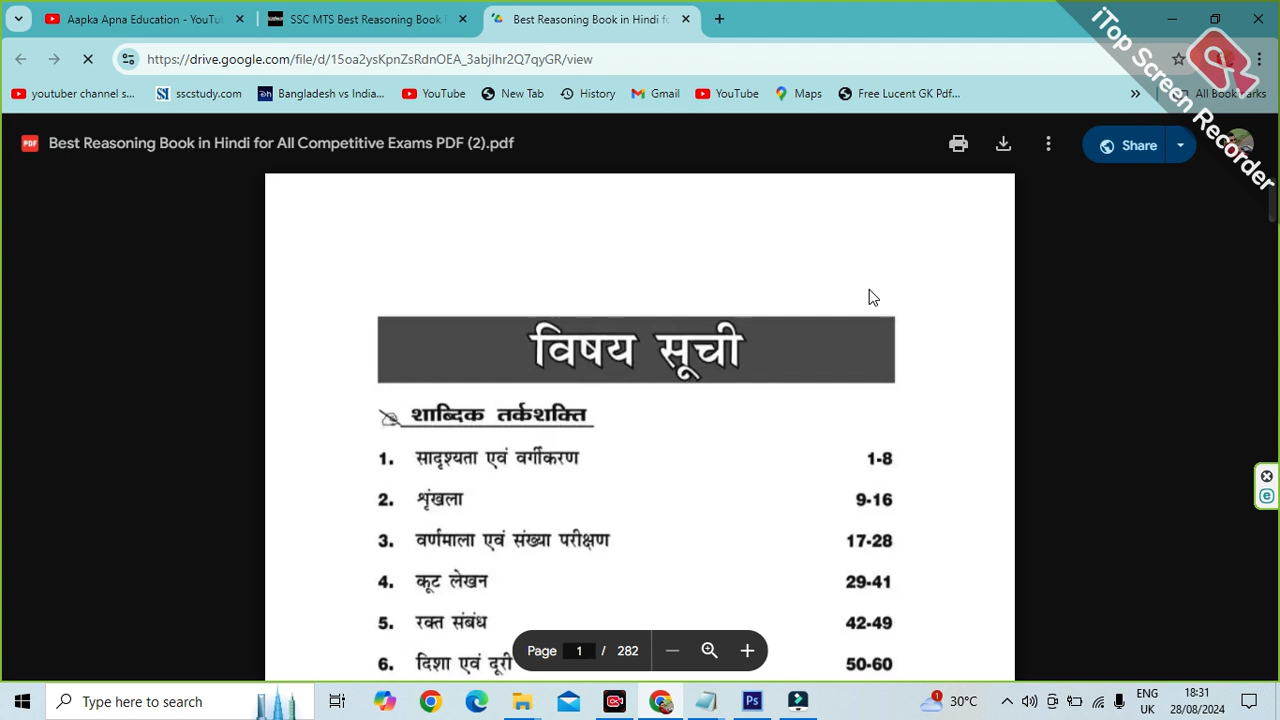 Aapka Apna Education - YouTu
SSC MTS Best Reasoning Book
Best Reasoning Book in Hindi fo
https://drive.google.com/file/d/15oa2ysKpnZsRdnOEA_3abjIhr2Q7qyGR/view
youtuber channel s...
sscstudy.com
Bangladesh vs India...
YouTube
New Tab
History
Gmail
YouTube
Maps
Free Lucent GK Pdf...
All Bookmarks
iTop Screen Recorder
PDF
Best Reasoning Book in Hindi for All Competitive Exams PDF (2).pdf
Share
विषय सूची
शाब्दिक तर्कशक्ति
1. सादृश्यता एवं वर्गीकरण 1-8
2. शृंखला 9-16
3. वर्णमाला एवं संख्या परीक्षण 17-28
4. कूट लेखन 29-41
5. रक्त संबंध 42-49
6. दिशा एवं दूरी 50-60
Page 1 / 282
Type here to search
1
30°C
ENG
UK
18:31
28/08/2024